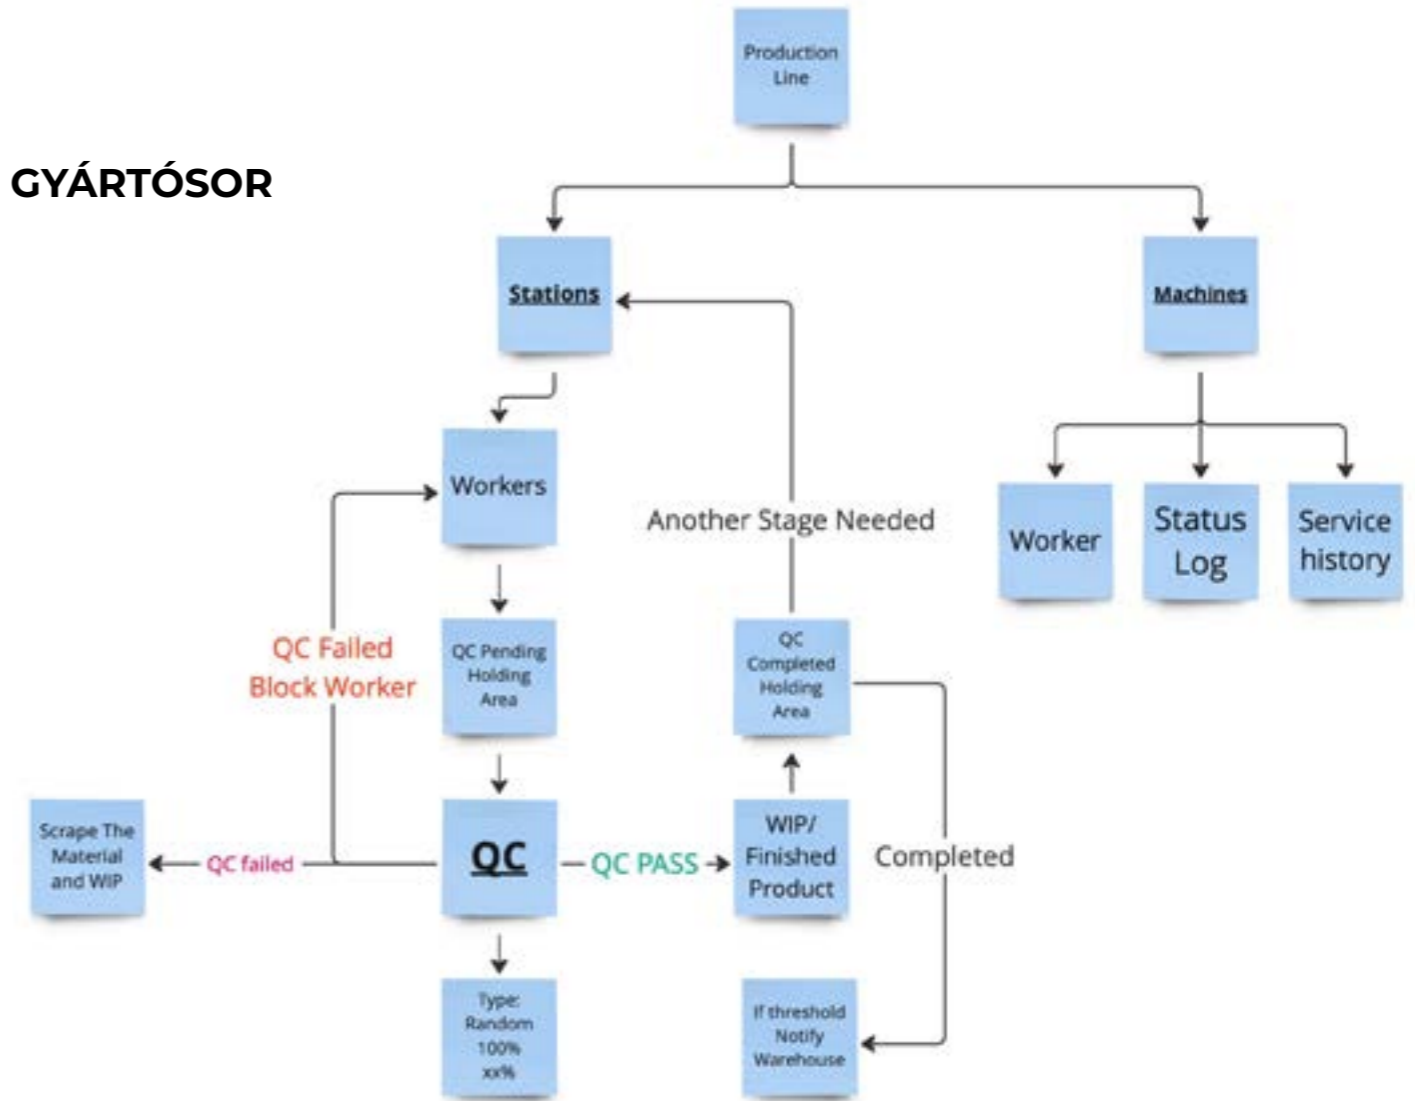 Production
Line
GYÁRTÓSOR
Stations
Machines
Workers
Another Stage Needed
Worker
Status
Log
Service
history
QC Failed
Block Worker
QC Pending
Holding
Area
QC
Completed
Holding
Area
Scrape The
Material
and WIP
QC failed
QC
QC PASS
WIP/
Finished
Product
Completed
Type:
Random
100%
xx%
If threshold
Notify
Warehouse